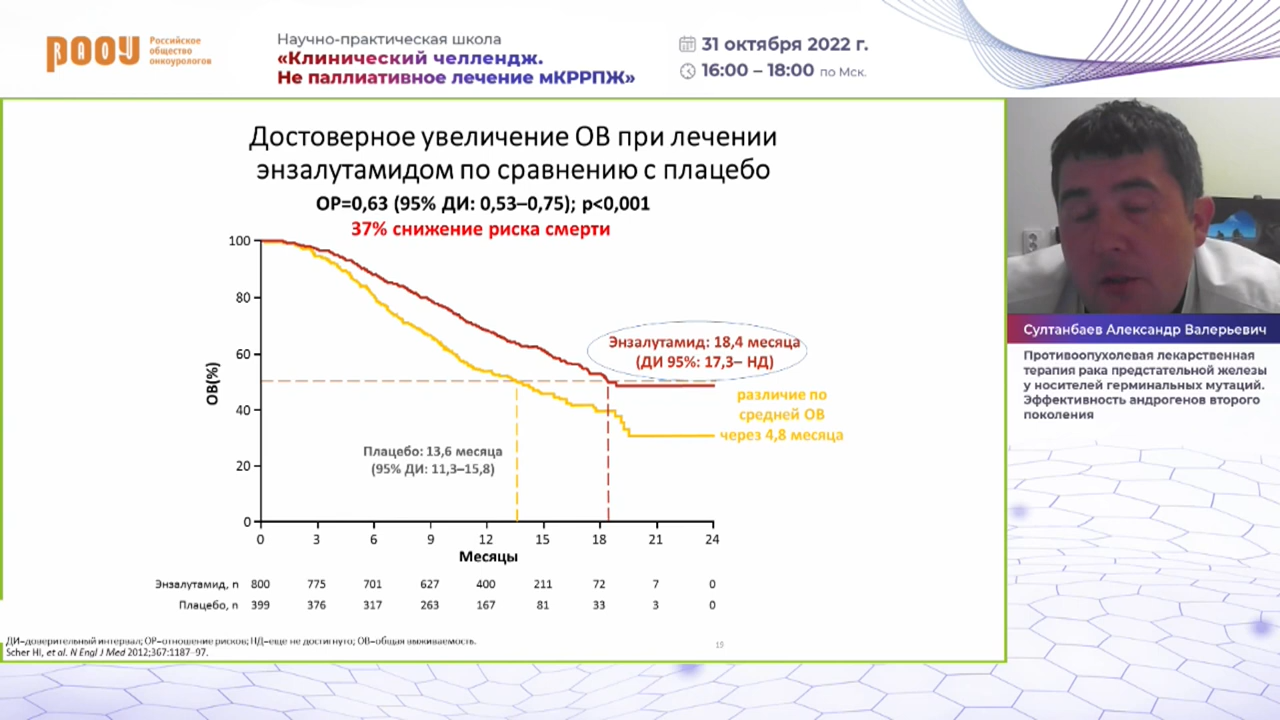 РООУ
Российское
общество
онкоурологов
Научно-практическая школа
«Клинический челлендж.
Не паллиативное лечение мКРРПЖ»
31 октября 2022 г.
16:00 – 18:00 по Мск.
Достоверное увеличение ОВ при лечении
энзалутамидом по сравнению с плацебо
ОР=0,63 (95% ДИ: 0,53–0,75); р<0,001
37% снижение риска смерти
100
80
60
40
20
0
ОВ(%)
Энзалутамид: 18,4 месяца
(ДИ 95%: 17,3– НД)
различие по
средней ОВ
через 4,8 месяца
Плацебо: 13,6 месяца
(95% ДИ: 11,3–15,8)
0 3 6 9 12 15 18 21 24
Месяцы
Энзалутамид, n 800 775 701 627 400 211 72 7 0
Плацебо, n 399 376 317 263 167 81 33 3 0
ДИ=доверительный интервал; ОР=отношение рисков; НД=еще не достигнуто; ОВ=общая выживаемость.
Scher HI, et al. N Engl J Med 2012;367:1187–97.
19
Султанбаев Александр Валерьевич
Противоопухолевая лекарственная
терапия рака предстательной железы
у носителей герминальных мутаций.
Эффективность андрогенов второго
поколения